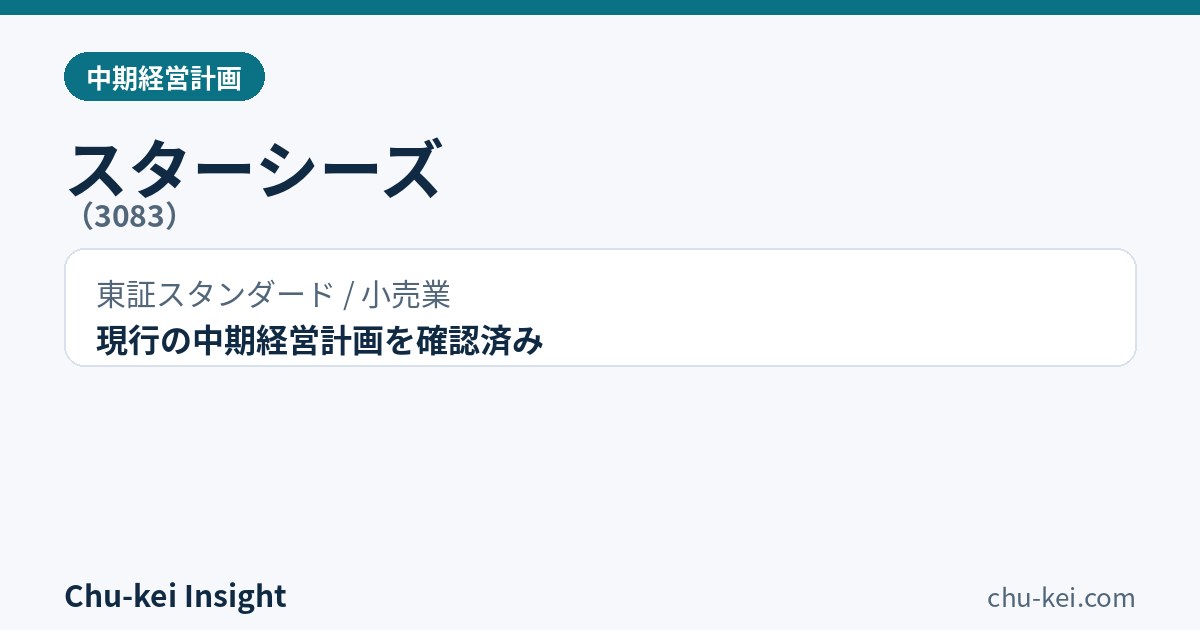 中期経営計画
スターシーズ
（3083）
東証スタンダード / 小売業
現行の中期経営計画を確認済み
Chu-kei Insight
chu-kei.com